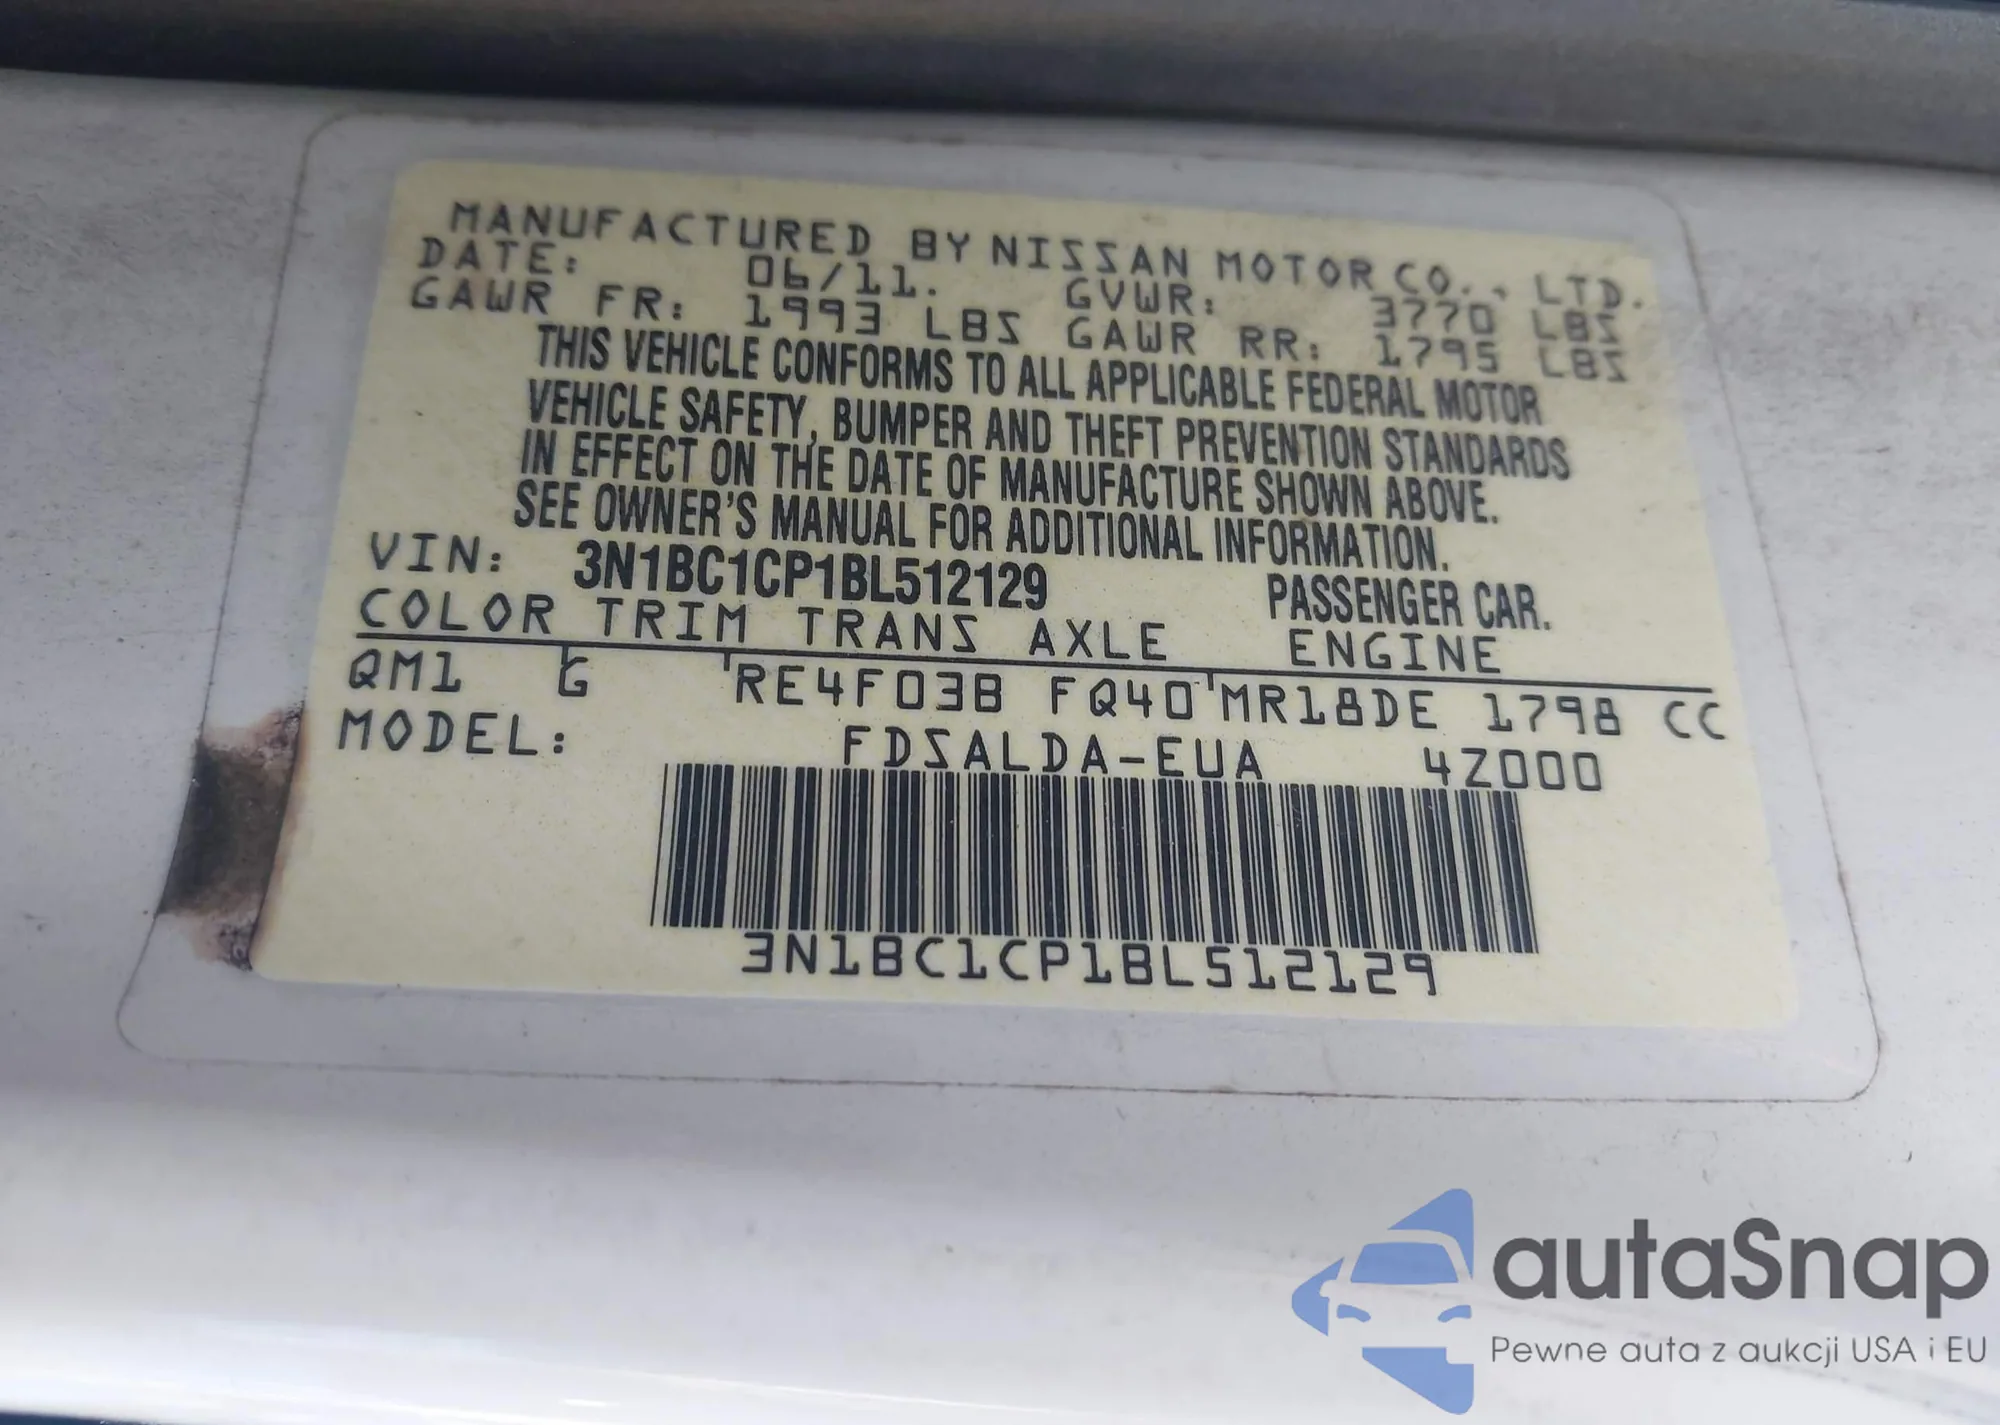 MANUFACTURED BY NISSAN MOTOR CO., LTD.
DATE: 06/11. GVWR: 3770 LBS
GAWR FR: 1993 LBS GAWR RR: 1795 LBS
THIS VEHICLE CONFORMS TO ALL APPLICABLE FEDERAL MOTOR
VEHICLE SAFETY, BUMPER AND THEFT PREVENTION STANDARDS
IN EFFECT ON THE DATE OF MANUFACTURE SHOWN ABOVE.
SEE OWNER'S MANUAL FOR ADDITIONAL INFORMATION.
VIN: 3N1BC1CP1BL512129 PASSENGER CAR.
COLOR TRIM TRANS AXLE ENGINE
QM1 G RE4F03B FQ40 MR18DE 1798 CC
MODEL: FDSALDA-EUA 4Z000
3N1BC1CP1BL512129
autaSnap
Pewne auta z aukcji USA i EU